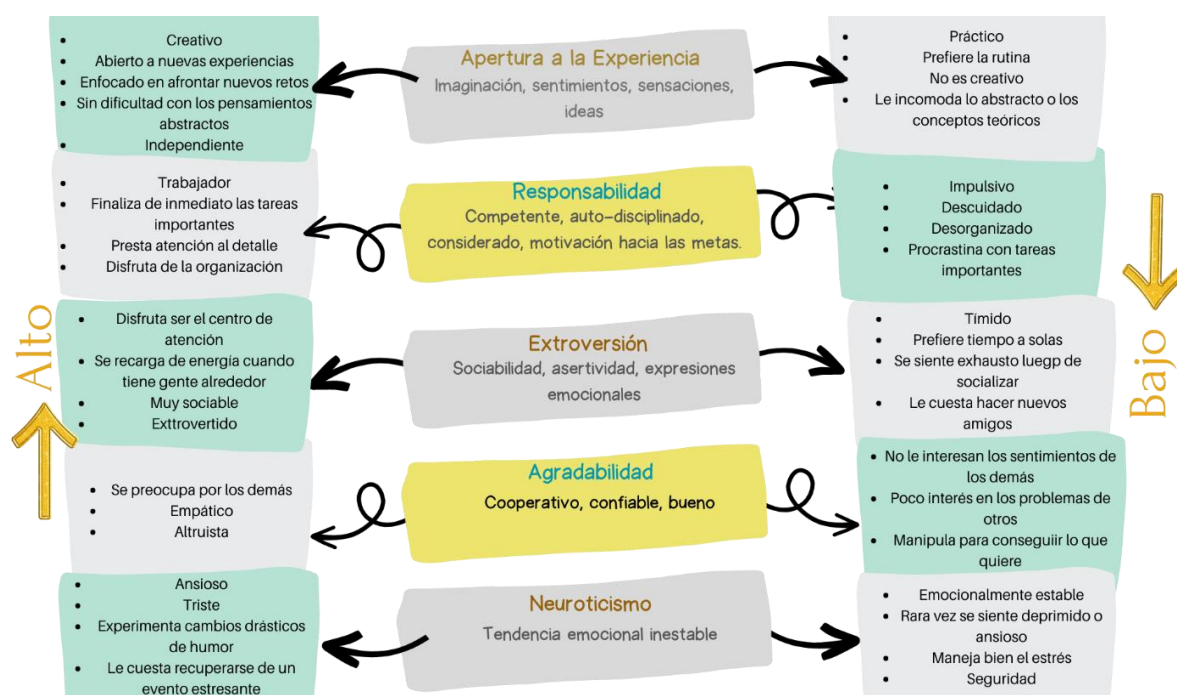 • Creativo
• Abierto a nuevas experiencias
• Enfocado en afrontar nuevos retos
• Sin dificultad con los pensamientos
abstractos
• Independiente
Apertura a la Experiencia
Imaginación, sentimientos, sensaciones,
ideas
• Práctico
• Prefiere la rutina
• No es creativo
• Le incomoda lo abstracto o los
conceptos teóricos
• Trabajador
• Finaliza de inmediato las tareas
importantes
• Presta atención al detalle
• Disfruta de la organización
Responsabilidad
Competente, auto-disciplinado,
considerado, motivación hacia las metas.
• Impulsivo
• Descuidado
• Desorganizado
• Procrastina con tareas
importantes
Alto
• Disfruta ser el centro de
atención
• Se recarga de energía cuando
tiene gente alrededor
• Muy sociable
• Exttrovertido
Extroversión
Sociabilidad, asertividad, expresiones
emocionales
• Tímido
• Prefiere tiempo a solas
• Se siente exhausto luegp de
socializar
• Le cuesta hacer nuevos
amigos
Bajo
• Se preocupa por los demás
• Empático
• Altruista
Agradabilidad
Cooperativo, confiable, bueno
• No le interesan los sentimientos de
los demás
• Poco interés en los problemas de
otros
• Manipula para conseguir lo que
quiere
• Ansioso
• Triste
• Experimenta cambios drásticos
de humor
• Le cuesta recuperarse de un
evento estresante
Neuroticismo
Tendencia emocional inestable
• Emocionalmente estable
• Rara vez se siente deprimido o
ansioso
• Maneja bien el estrés
• Seguridad